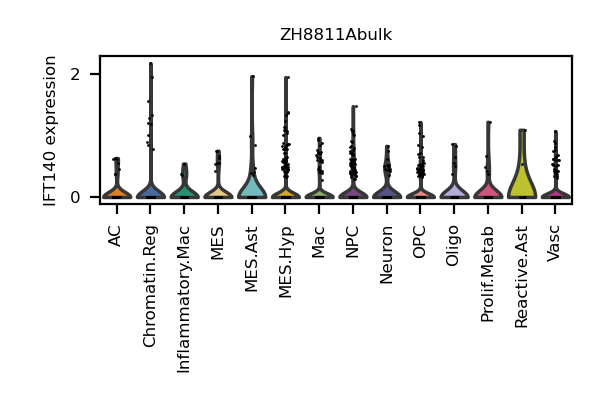 ZH8811Abulk
IFT140 expression
2
0
AC
Chromatin.Reg
Inflammatory.Mac
MES
MES.Ast
MES.Hyp
Mac
NPC
Neuron
OPC
Oligo
Prolif.Metab
Reactive.Ast
Vasc